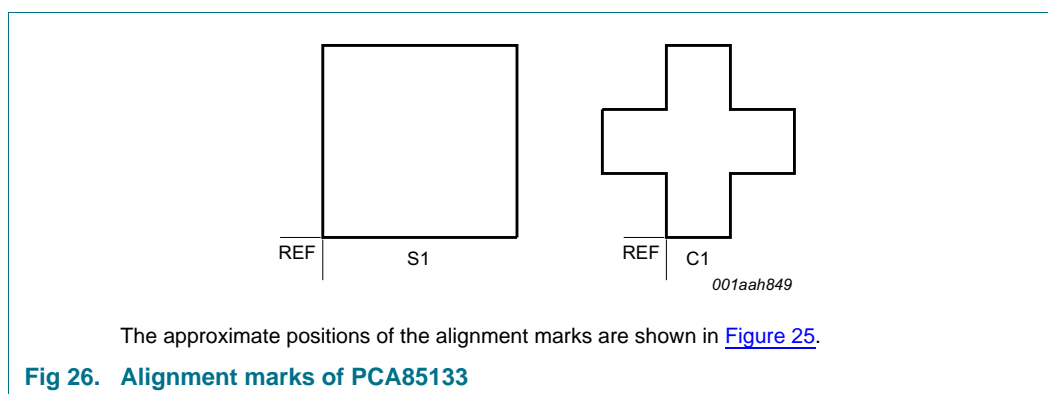 REF
S1
REF
C1
001aah849
The approximate positions of the alignment marks are shown in Figure 25.
Fig 26. Alignment marks of PCA85133